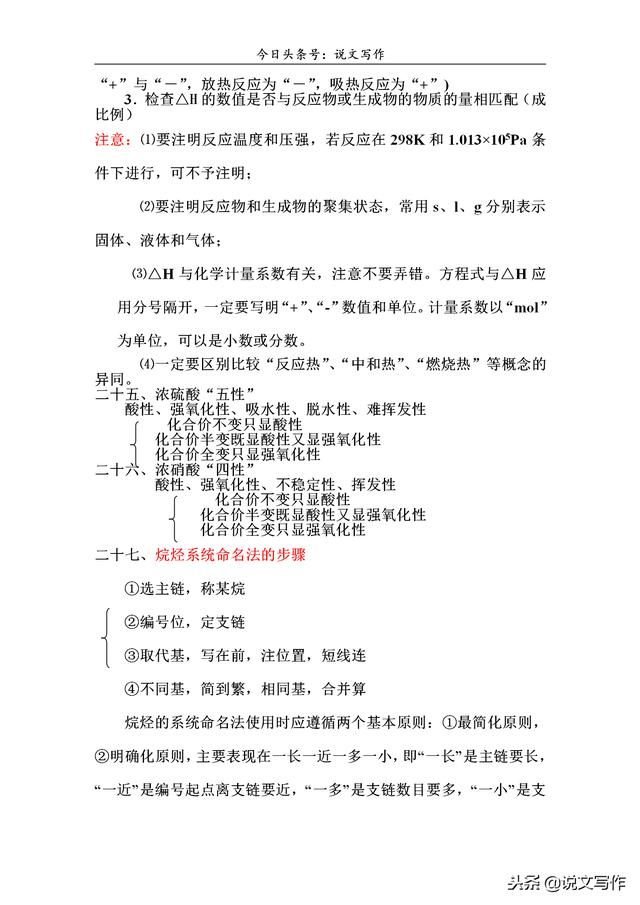 今日头条号：说文写作
“+”与“－”，放热反应为“－”，吸热反应为“+”)
3．检查△H的数值是否与反应物或生成物的物质的量相匹配（成
比例）
注意：⑴要注明反应温度和压强，若反应在298K和1.013×10⁵Pa条
件下进行，可不予注明；
⑵要注明反应物和生成物的聚集状态，常用s、l、g分别表示
固体、液体和气体；
⑶△H与化学计量系数有关，注意不要弄错。方程式与△H应
用分号隔开，一定要写明“+”、“-”数值和单位。计量系数以“mol”
为单位，可以是小数或分数。
⑷一定要区别比较“反应热”、“中和热”、“燃烧热”等概念的
异同。
二十五、浓硫酸“五性”
酸性、强氧化性、吸水性、脱水性、难挥发性
化合价不变只显酸性
化合价半变既显酸性又显强氧化性
化合价全变只显强氧化性
二十六、浓硝酸“四性”
酸性、强氧化性、不稳定性、挥发性
化合价不变只显酸性
化合价半变既显酸性又显强氧化性
化合价全变只显强氧化性
二十七、烷烃系统命名法的步骤
①选主链，称某烷
②编号位，定支链
③取代基，写在前，注位置，短线连
④不同基，简到繁，相同基，合并算
烷烃的系统命名法使用时应遵循两个基本原则：①最简化原则，
②明确化原则，主要表现在一长一近一多一小，即“一长”是主链要长，
“一近”是编号起点离支链要近，“一多”是支链数目要多，“一小”是支
头条 @说文写作